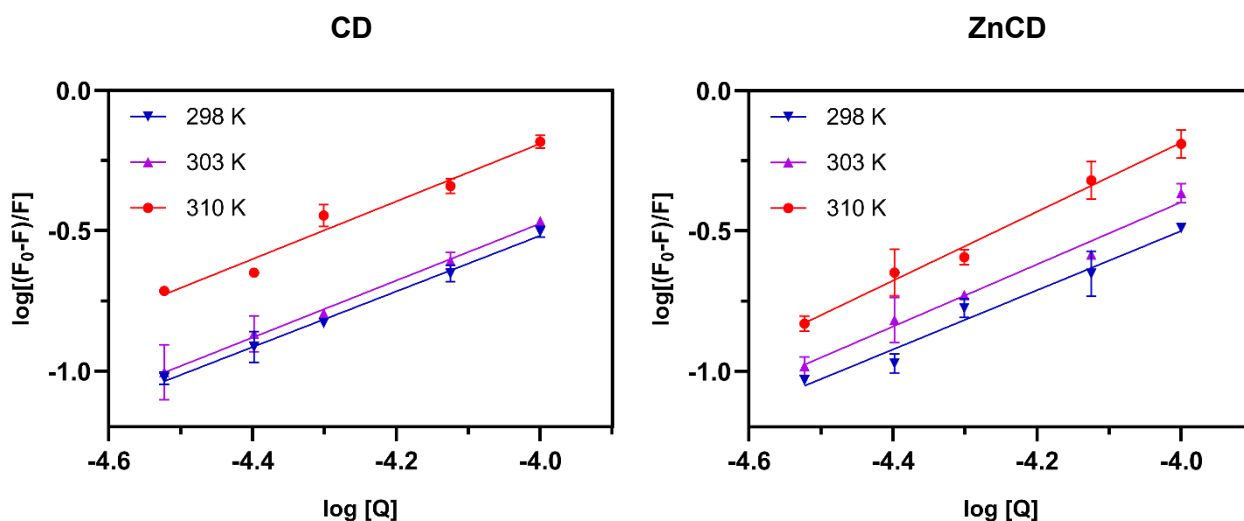 CD
log[(F₀-F)/F]
0.0
-0.5
-1.0
298 K
303 K
310 K
-4.6
-4.4
-4.2
-4.0
log [Q]
ZnCD
log[(F₀-F)/F]
0.0
-0.5
-1.0
298 K
303 K
310 K
-4.6
-4.4
-4.2
-4.0
log [Q]